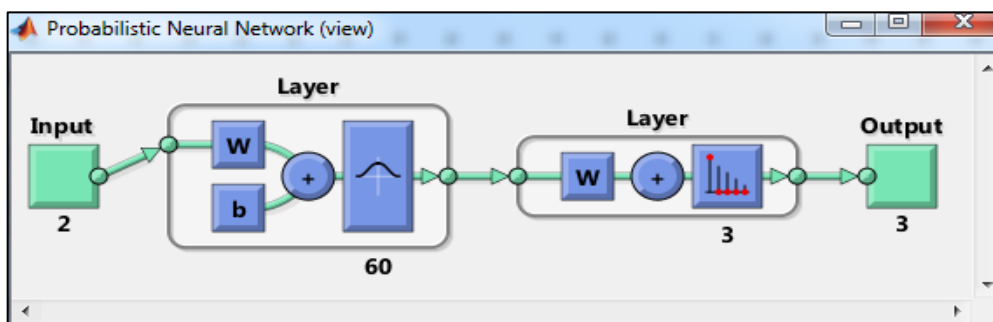 Probabilistic Neural Network (view)
Layer
Input
W
b
+
2
60
Layer
W
+
3
Output
3